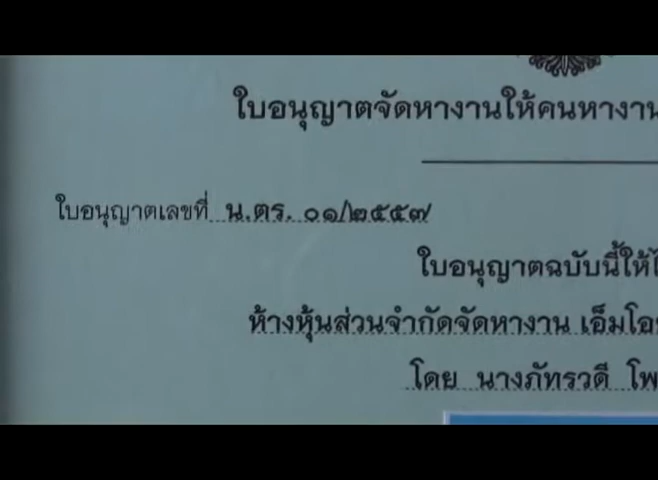 ใบอนุญาตจัดหางานให้คนหางาน
ใบอนุญาตเลขที่ น.ตร. ๐๑/๒๕๕๗
ใบอนุญาตฉบับนี้ให้ไ
ห้างหุ้นส่วนจำกัดจัดหางาน เอ็มโอ
โดย นางภัทรวดี โพ